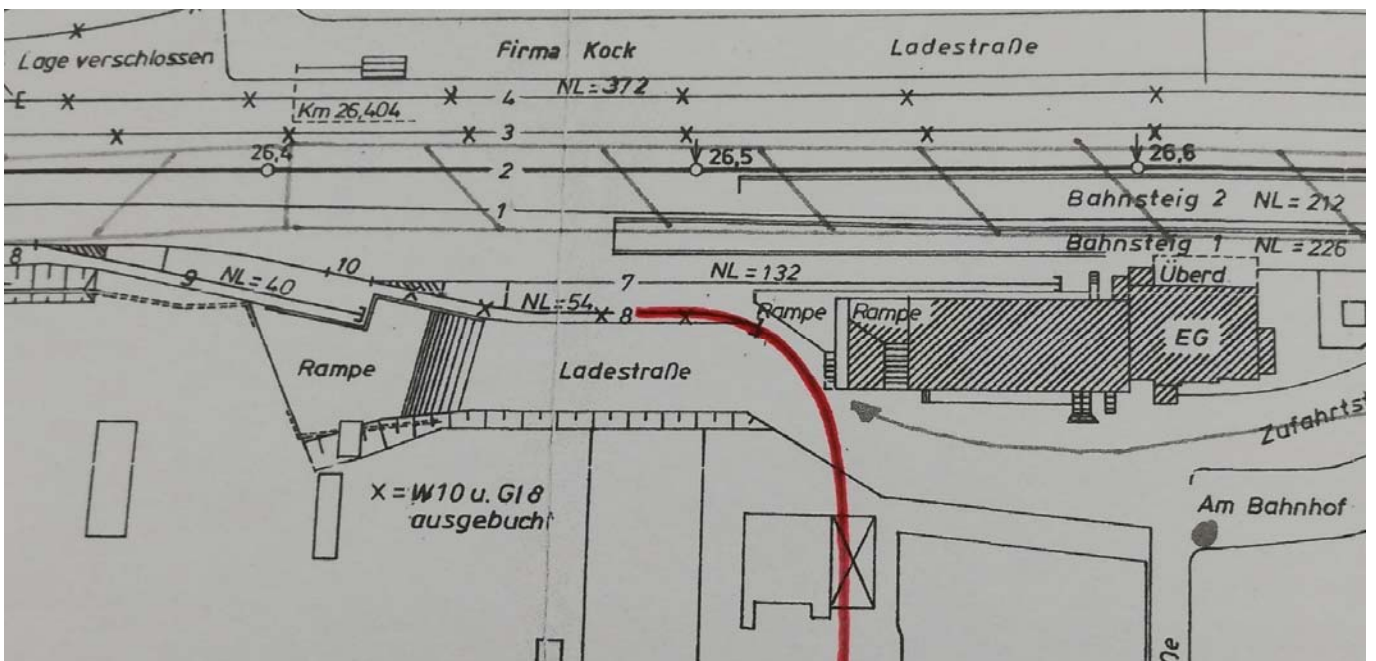 Lage verschlossen
Firma Kock
Ladestraße
E
4
NL=372
Km 26,404
3
26,4
2
26,5
26,6
1
Bahnsteig 2 NL=212
Bahnsteig 1 NL=226
8
9
NL=40
10
7
NL=132
NL=54
8
Rampe
Rampe
Überd
EG
Rampe
Ladestraße
Zufahrtst
X = W10 u. Gl 8
ausgebucht
Am Bahnhof
ße